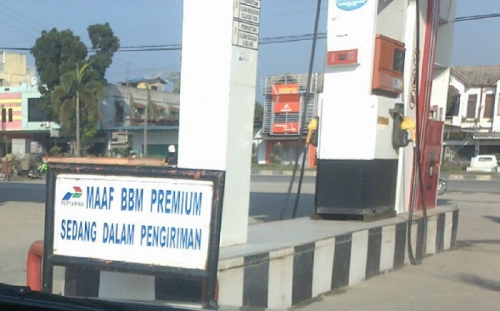 MAAF BBM PREMIUM
PERTAMINA
SEDANG DALAM PENGIRIMAN